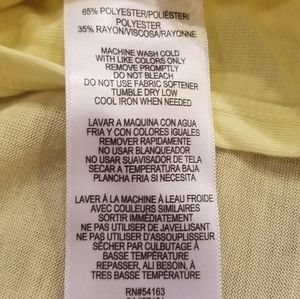 65% POLYESTER/POLIÉSTER/
POLYESTER
35% RAYON/VISCOSA/RAYONNE
MACHINE WASH COLD
WITH LIKE COLORS ONLY
REMOVE PROMPTLY
DO NOT BLEACH
DO NOT USE FABRIC SOFTENER
TUMBLE DRY LOW
COOL IRON WHEN NEEDED
LAVAR A MAQUINA CON AGUA
FRIA Y CON COLORES IGUALES
REMOVER RAPIDAMENTE
NO USAR BLANQUEADOR
NO USAR SUAVISADOR DE TELA
SECAR A TEMPERATURA BAJA
PLANCHA FRIA SI NECESITA
LAVER À LA MACHINE À L'EAU FROIDE
AVEC COULEURS SIMILAIRES
SORTIR IMMÉDIATEMENT
NE PAS UTILISER DE JAVELLISANT
NE PAS UTILISER D'ASSOUPLISSEUR
SÉCHER PAR CULBUTAGE À
BASSE TEMPÉRATURE
REPASSER, ALI BESOIN, À
TRES BASSE TEMPÉRATURE
RN#54163